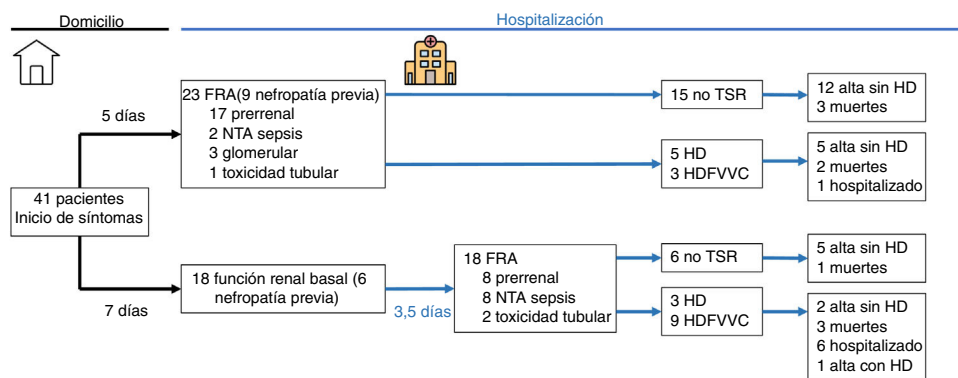 Domicilio
Hospitalización
5 días
23 FRA(9 nefropatía previa)
17 prerrenal
2 NTA sepsis
3 glomerular
1 toxicidad tubular
15 no TSR
12 alta sin HD
3 muertes
5 HD
3 HDFVVC
5 alta sin HD
2 muertes
1 hospitalizado
41 pacientes
Inicio de síntomas
7 días
18 función renal basal (6
nefropatía previa)
3,5 días
18 FRA
8 prerrenal
8 NTA sepsis
2 toxicidad tubular
6 no TSR
5 alta sin HD
1 muertes
3 HD
9 HDFVVC
2 alta sin HD
3 muertes
6 hospitalizado
1 alta con HD